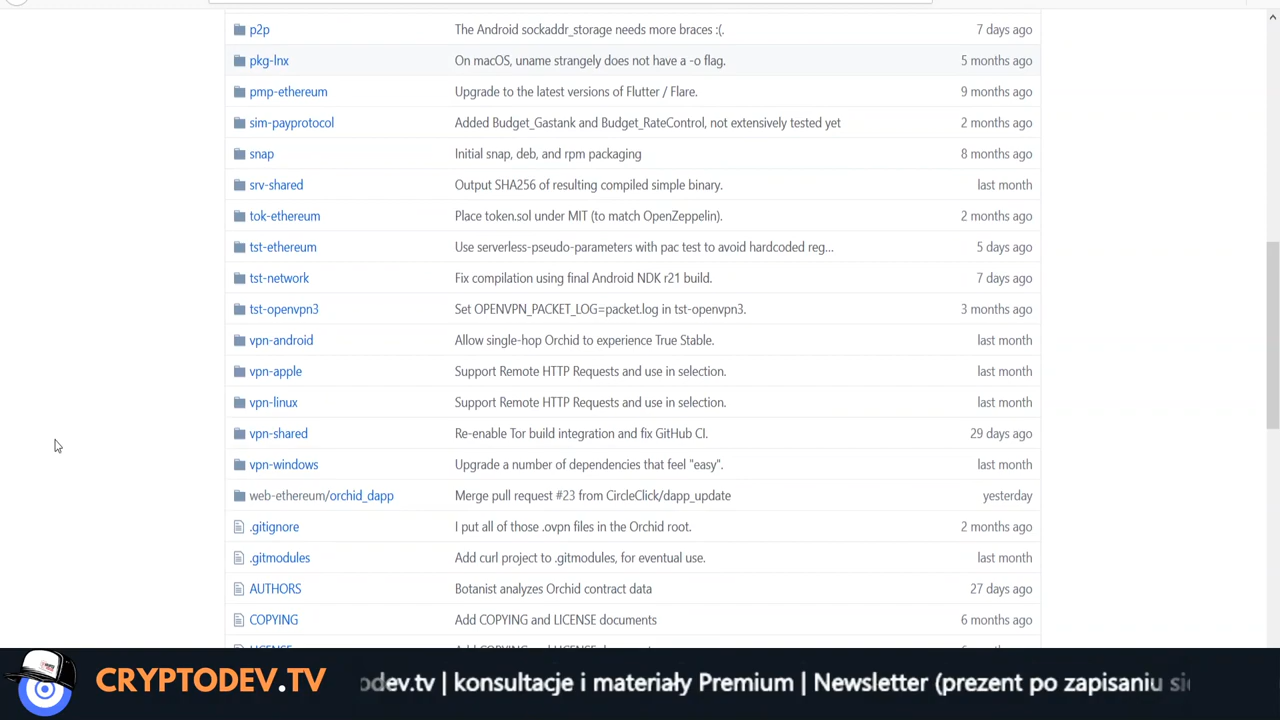 p2p The Android sockaddr_storage needs more braces :(. 7 days ago
pkg-lnx On macOS, uname strangely does not have a -o flag. 5 months ago
pmp-ethereum Upgrade to the latest versions of Flutter / Flare. 9 months ago
sim-payprotocol Added Budget_Gastank and Budget_RateControl, not extensively tested yet 2 months ago
snap Initial snap, deb, and rpm packaging 8 months ago
srv-shared Output SHA256 of resulting compiled simple binary. last month
tok-ethereum Place token.sol under MIT (to match OpenZeppelin). 2 months ago
tst-ethereum Use serverless-pseudo-parameters with pac test to avoid hardcoded reg... 5 days ago
tst-network Fix compilation using final Android NDK r21 build. 7 days ago
tst-openvpn3 Set OPENVPN_PACKET_LOG=packet.log in tst-openvpn3. 3 months ago
vpn-android Allow single-hop Orchid to experience True Stable. last month
vpn-apple Support Remote HTTP Requests and use in selection. last month
vpn-linux Support Remote HTTP Requests and use in selection. last month
vpn-shared Re-enable Tor build integration and fix GitHub CI. 29 days ago
vpn-windows Upgrade a number of dependencies that feel "easy". last month
web-ethereum/orchid_dapp Merge pull request #23 from CircleClick/dapp_update yesterday
.gitignore I put all of those .ovpn files in the Orchid root. 2 months ago
.gitmodules Add curl project to .gitmodules, for eventual use. last month
AUTHORS Botanist analyzes Orchid contract data 27 days ago
COPYING Add COPYING and LICENSE documents 6 months ago
CRYPTODEV.TV odev.tv | konsultacje i materiały Premium | Newsletter (prezent po zapisaniu